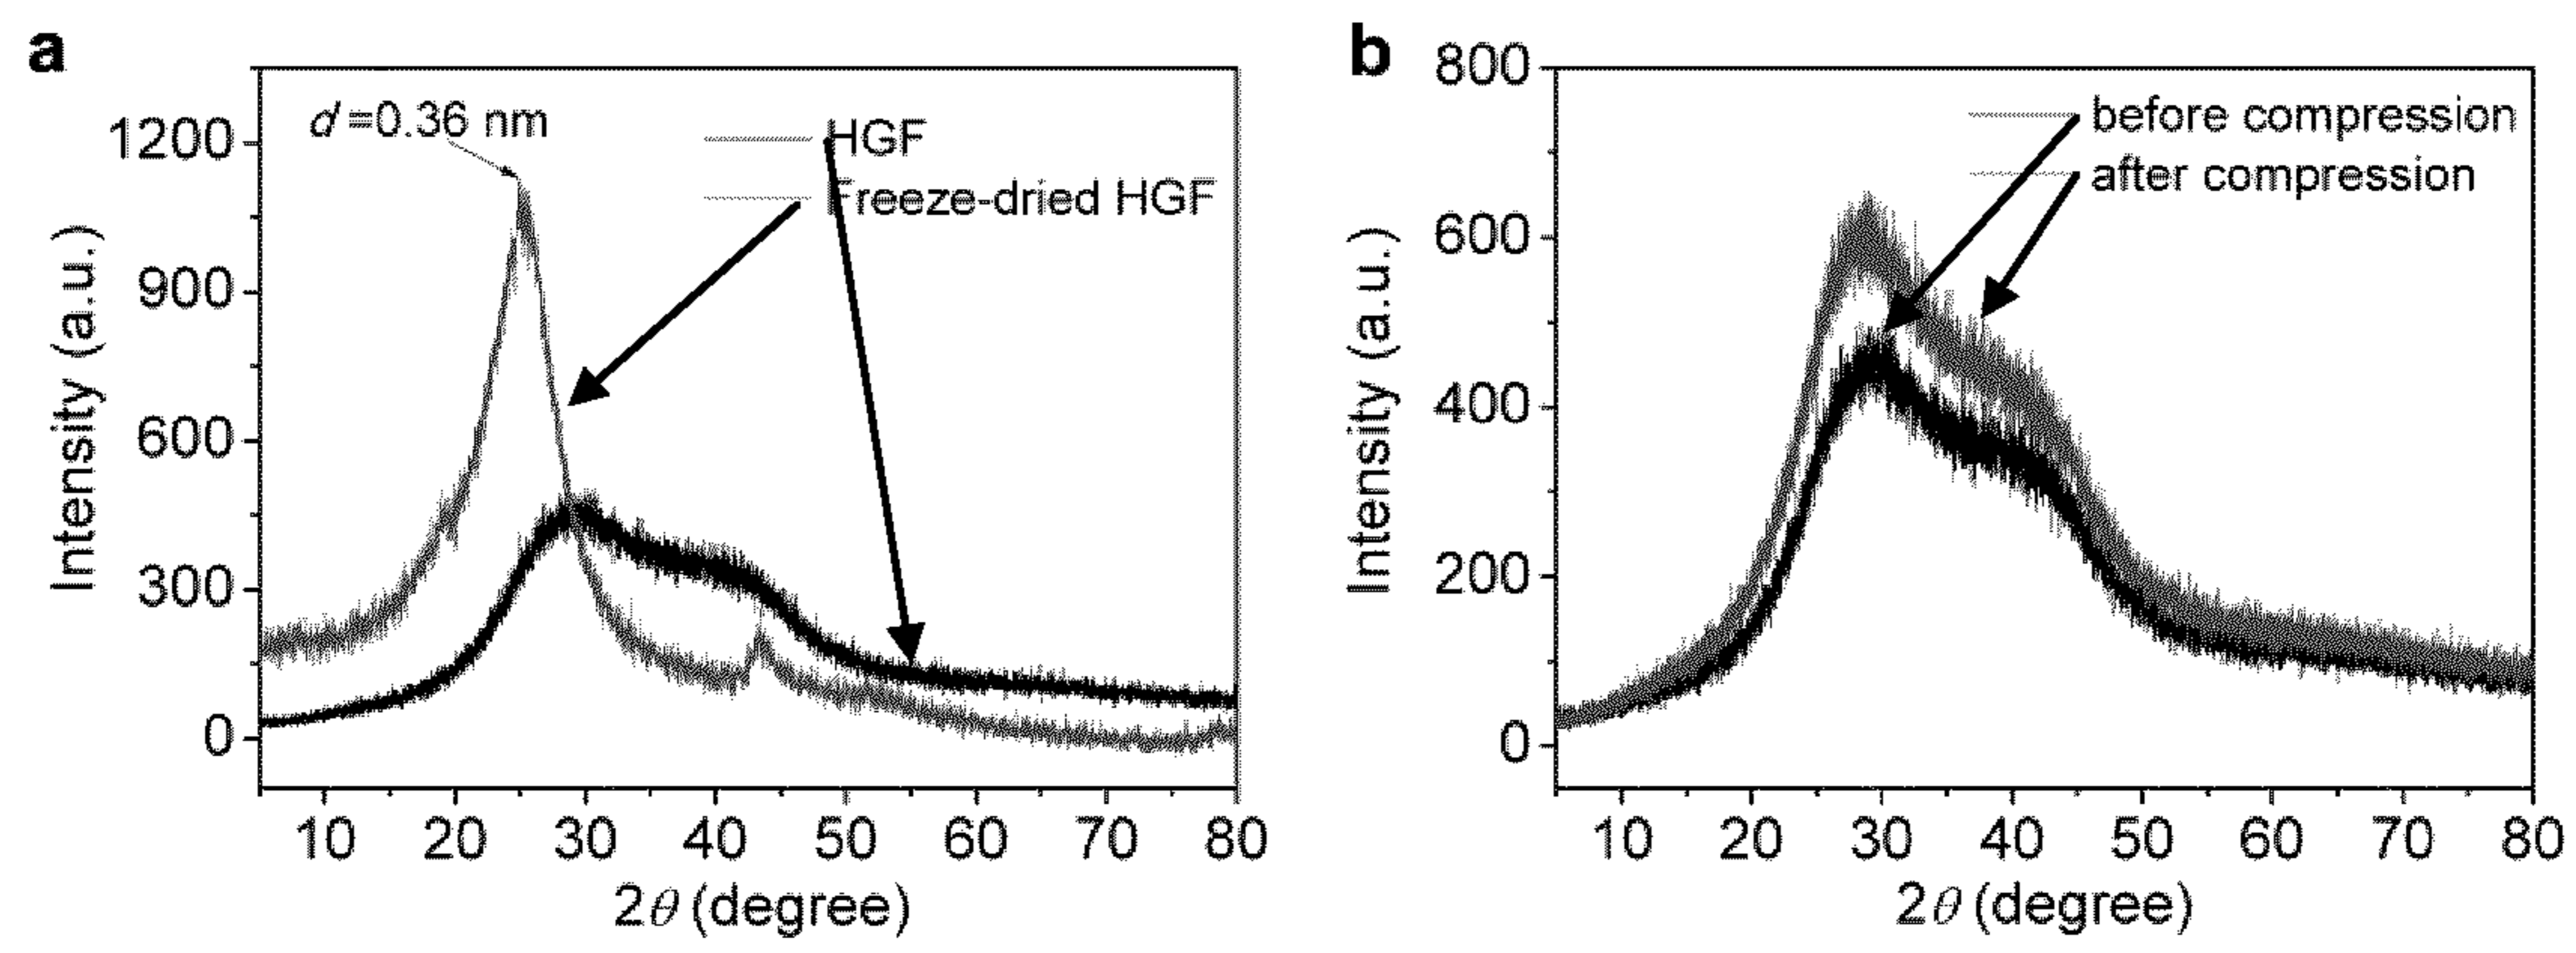 a
d=0.36 nm
HGF
Freeze-dried HGF
1200
900
600
300
0
Intensity (a.u.)
10 20 30 40 50 60 70 80
2θ (degree)
b
before compression
after compression
800
600
400
200
0
Intensity (a.u.)
10 20 30 40 50 60 70 80
2θ (degree)